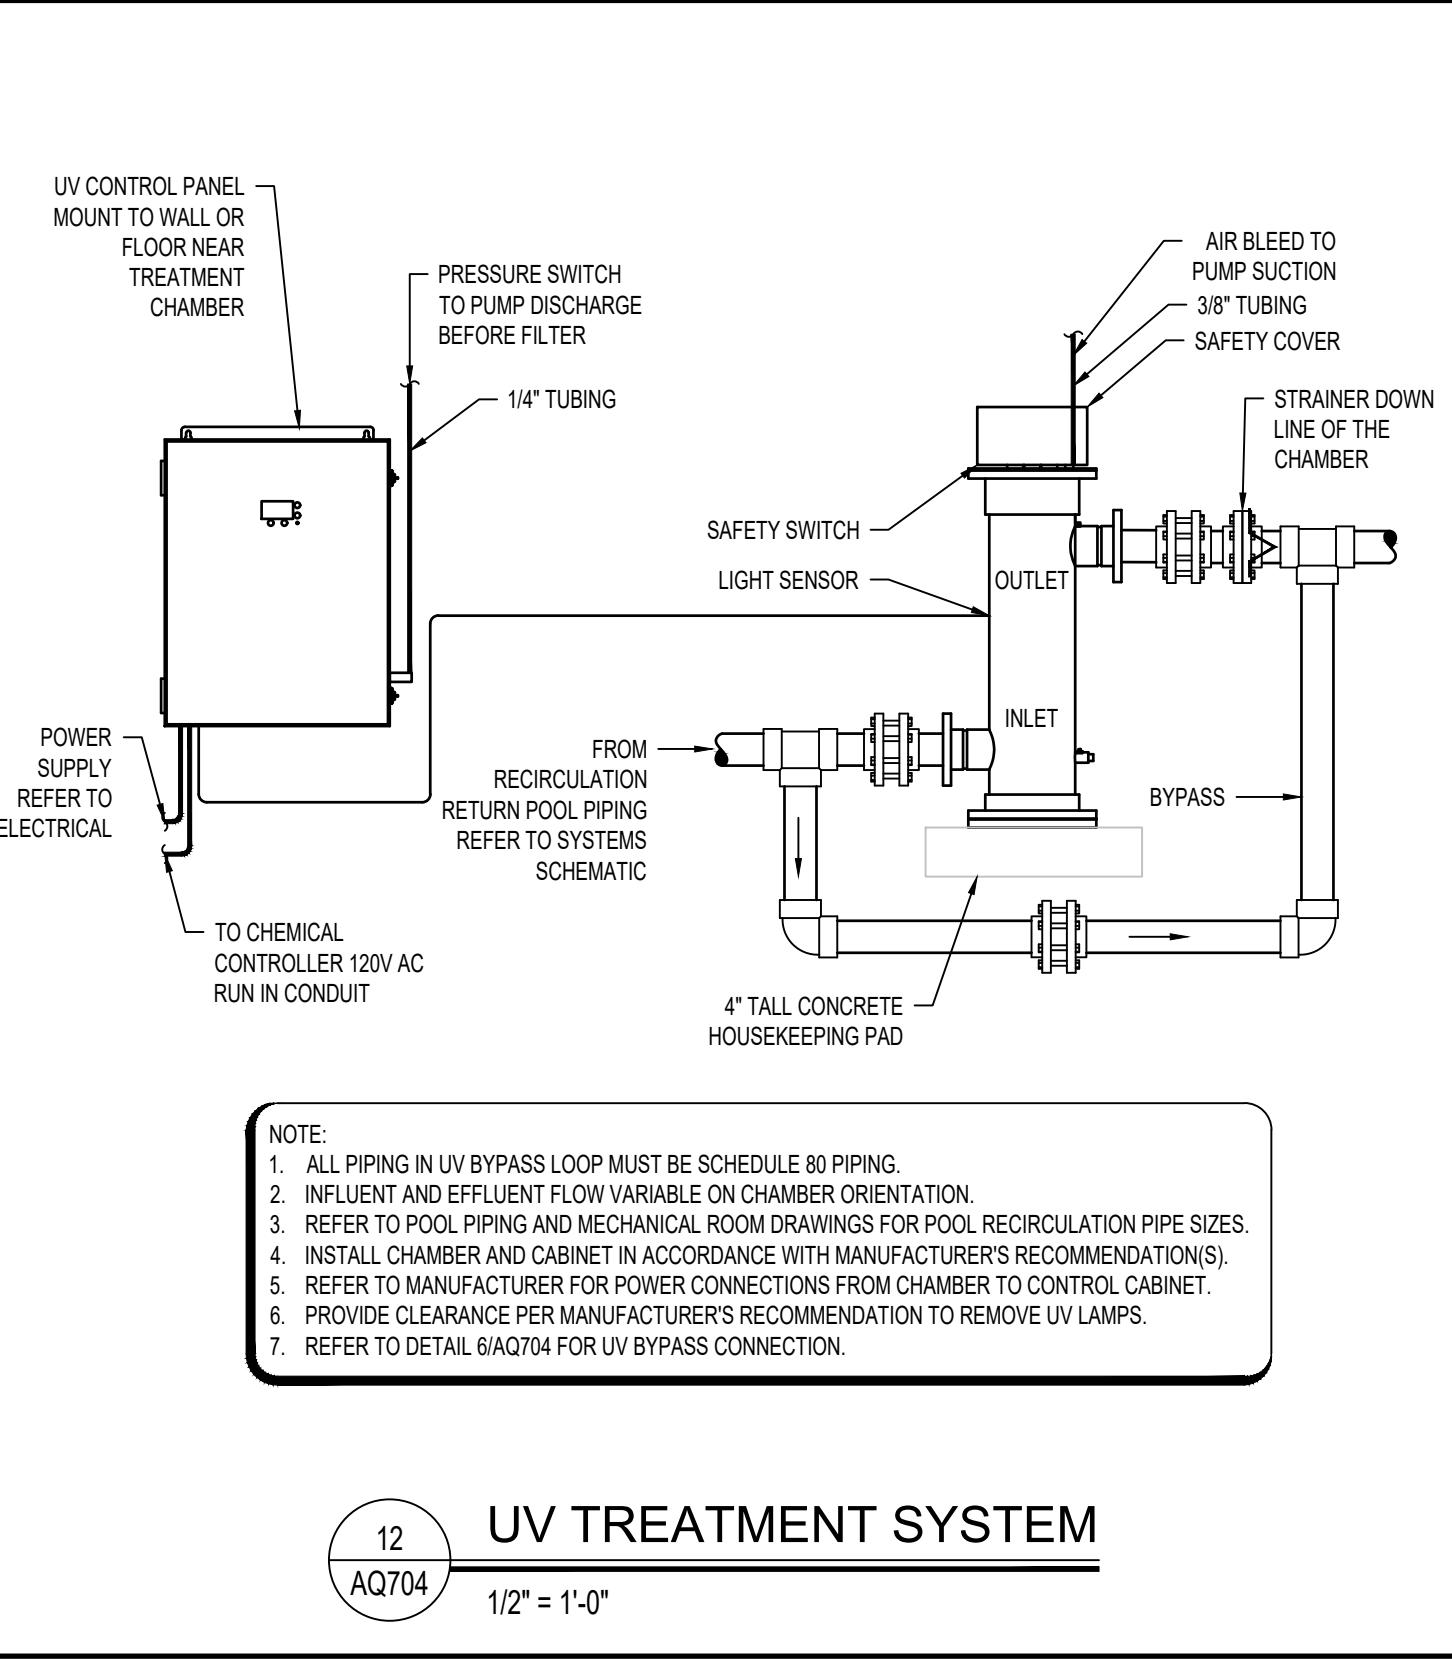 UV CONTROL PANEL
MOUNT TO WALL OR
FLOOR NEAR
TREATMENT
CHAMBER
PRESSURE SWITCH
TO PUMP DISCHARGE
BEFORE FILTER
1/4" TUBING
AIR BLEED TO
PUMP SUCTION
3/8" TUBING
SAFETY COVER
STRAINER DOWN
LINE OF THE
CHAMBER
SAFETY SWITCH
LIGHT SENSOR
OUTLET
INLET
POWER
SUPPLY
REFER TO
ELECTRICAL
FROM
RECIRCULATION
RETURN POOL PIPING
REFER TO SYSTEMS
SCHEMATIC
BYPASS
TO CHEMICAL
CONTROLLER 120V AC
RUN IN CONDUIT
4" TALL CONCRETE
HOUSEKEEPING PAD
NOTE:
1. ALL PIPING IN UV BYPASS LOOP MUST BE SCHEDULE 80 PIPING.
2. INFLUENT AND EFFLUENT FLOW VARIABLE ON CHAMBER ORIENTATION.
3. REFER TO POOL PIPING AND MECHANICAL ROOM DRAWINGS FOR POOL RECIRCULATION PIPE SIZES.
4. INSTALL CHAMBER AND CABINET IN ACCORDANCE WITH MANUFACTURER'S RECOMMENDATION(S).
5. REFER TO MANUFACTURER FOR POWER CONNECTIONS FROM CHAMBER TO CONTROL CABINET.
6. PROVIDE CLEARANCE PER MANUFACTURER'S RECOMMENDATION TO REMOVE UV LAMPS.
7. REFER TO DETAIL 6/AQ704 FOR UV BYPASS CONNECTION.
12
AQ704
UV TREATMENT SYSTEM
1/2" = 1'-0"